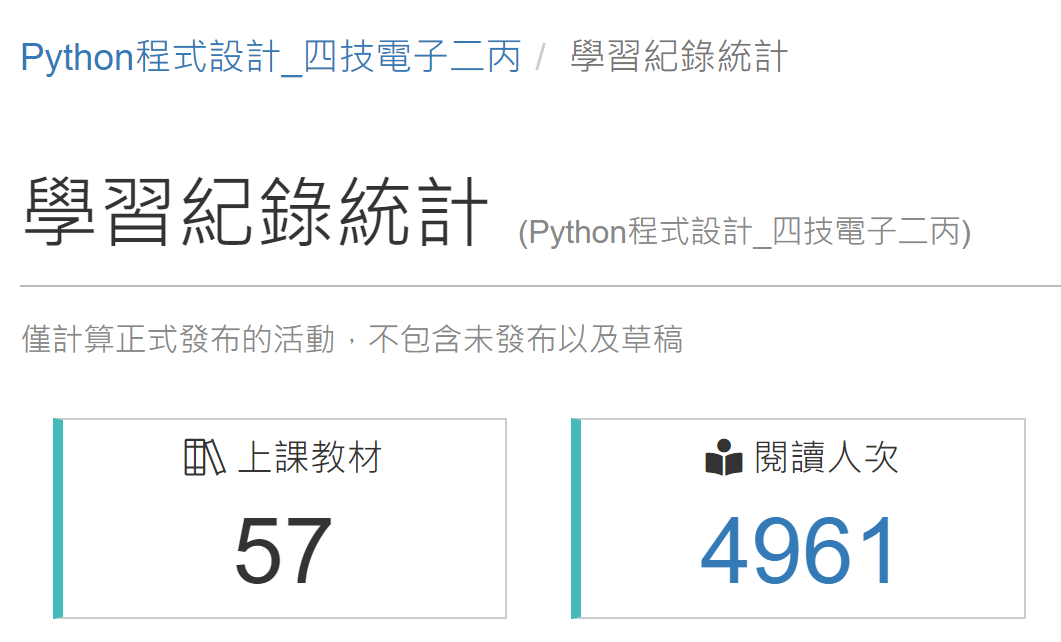 Python程式設計_四技電子二丙 / 學習紀錄統計
學習紀錄統計 (Python程式設計_四技電子二丙)
僅計算正式發布的活動，不包含未發布以及草稿
上課教材
57
閱讀人次
4961